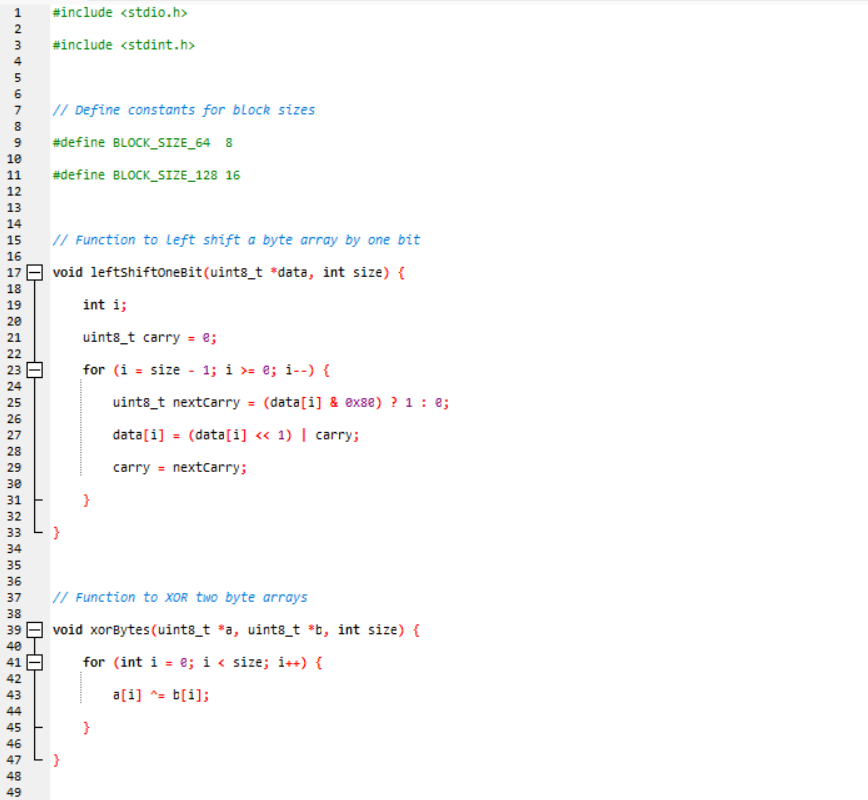 1 #include <stdio.h>
2
3 #include <stdint.h>
4
5
6
7 // Define constants for block sizes
8
9 #define BLOCK_SIZE_64  8
10
11 #define BLOCK_SIZE_128 16
12
13
14
15 // Function to left shift a byte array by one bit
16
17 void leftShiftOneBit(uint8_t *data, int size) {
18
19     int i;
20
21     uint8_t carry = 0;
22
23     for (i = size - 1; i >= 0; i--) {
24
25         uint8_t nextCarry = (data[i] & 0x80) ? 1 : 0;
26
27         data[i] = (data[i] << 1) | carry;
28
29         carry = nextCarry;
30
31     }
32
33 }
34
35
36
37 // Function to XOR two byte arrays
38
39 void xorBytes(uint8_t *a, uint8_t *b, int size) {
40
41     for (int i = 0; i < size; i++) {
42
43         a[i] ^= b[i];
44
45     }
46
47 }
48
49